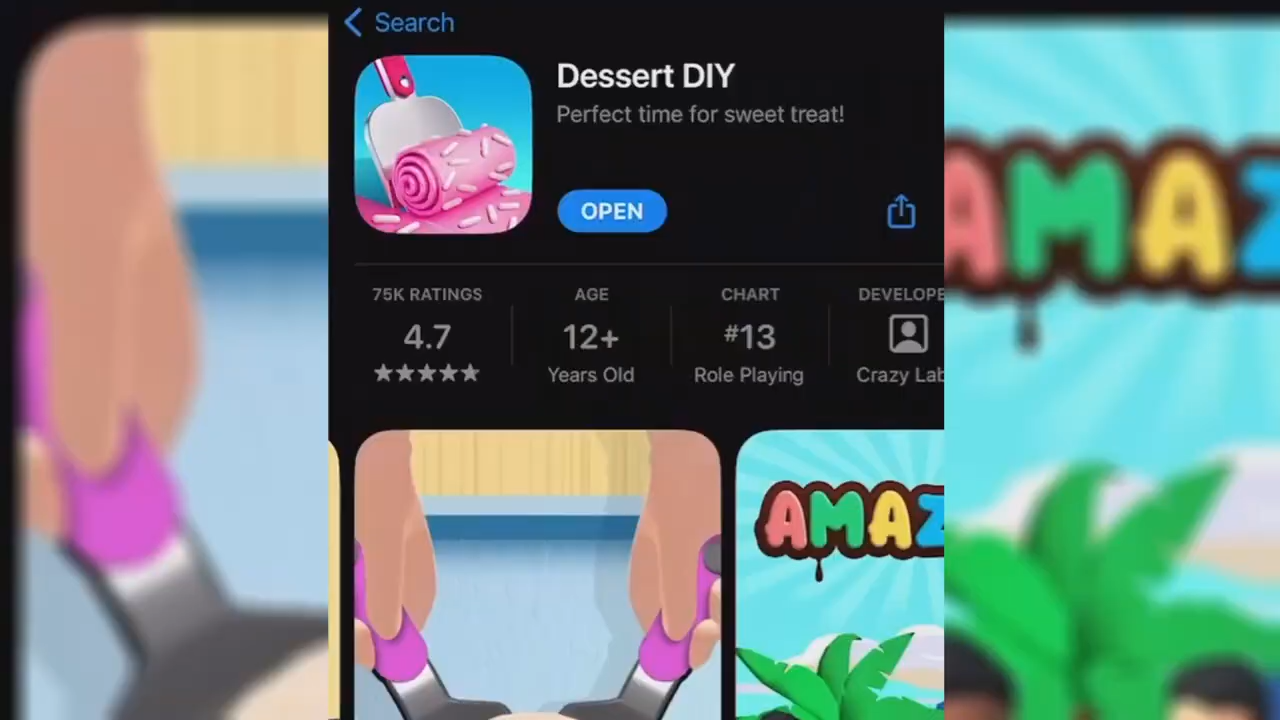 Search
Dessert DIY
Perfect time for sweet treat!
OPEN
75K RATINGS
AGE
CHART
DEVELOPE
4.7
12+
#13
★★★★★
Years Old
Role Playing
Crazy Lab
AMAZ
AMAZ